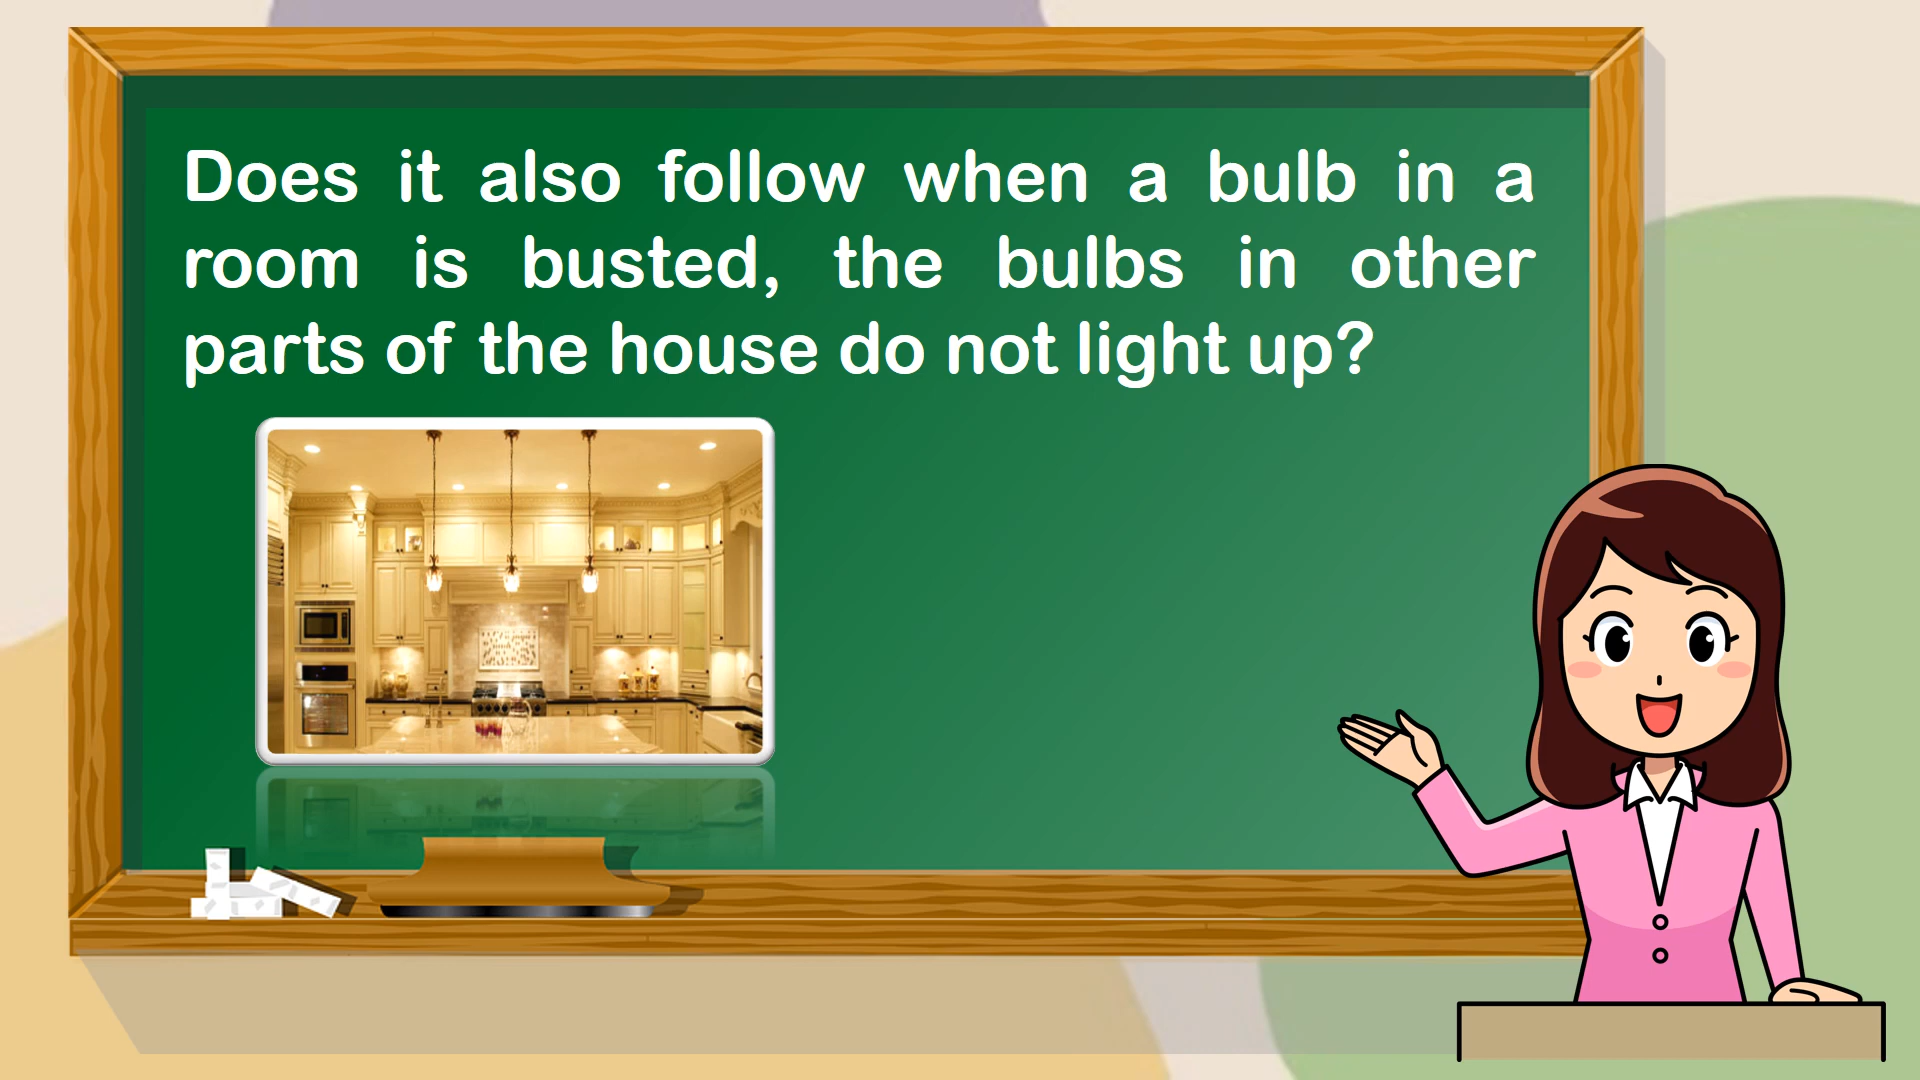 Does it also follow when a bulb in a
room is busted, the bulbs in other
parts of the house do not light up?